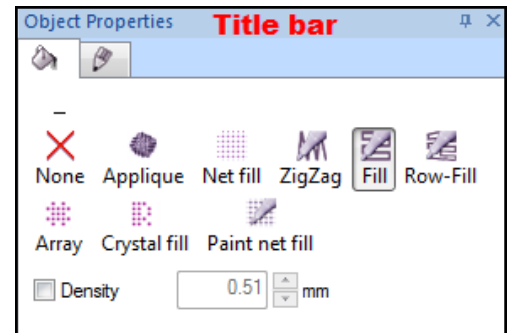 Object Properties Title bar
None Applique Net fill ZigZag Fill Row-Fill
Array Crystal fill Paint net fill
Density 0.51 mm